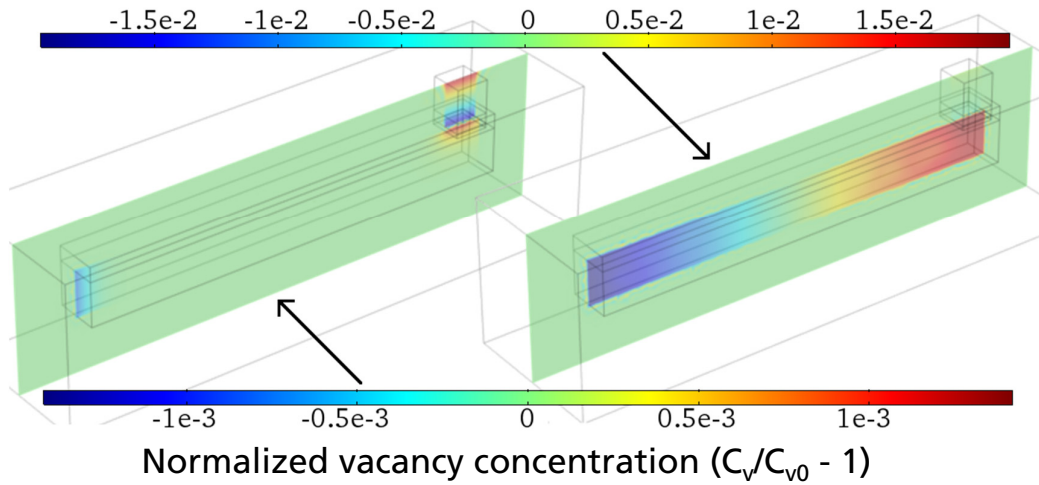 -1.5e-2 -1e-2 -0.5e-2 0 0.5e-2 1e-2 1.5e-2
-1e-3 -0.5e-3 0 0.5e-3 1e-3
Normalized vacancy concentration (Cv/Cv0 - 1)